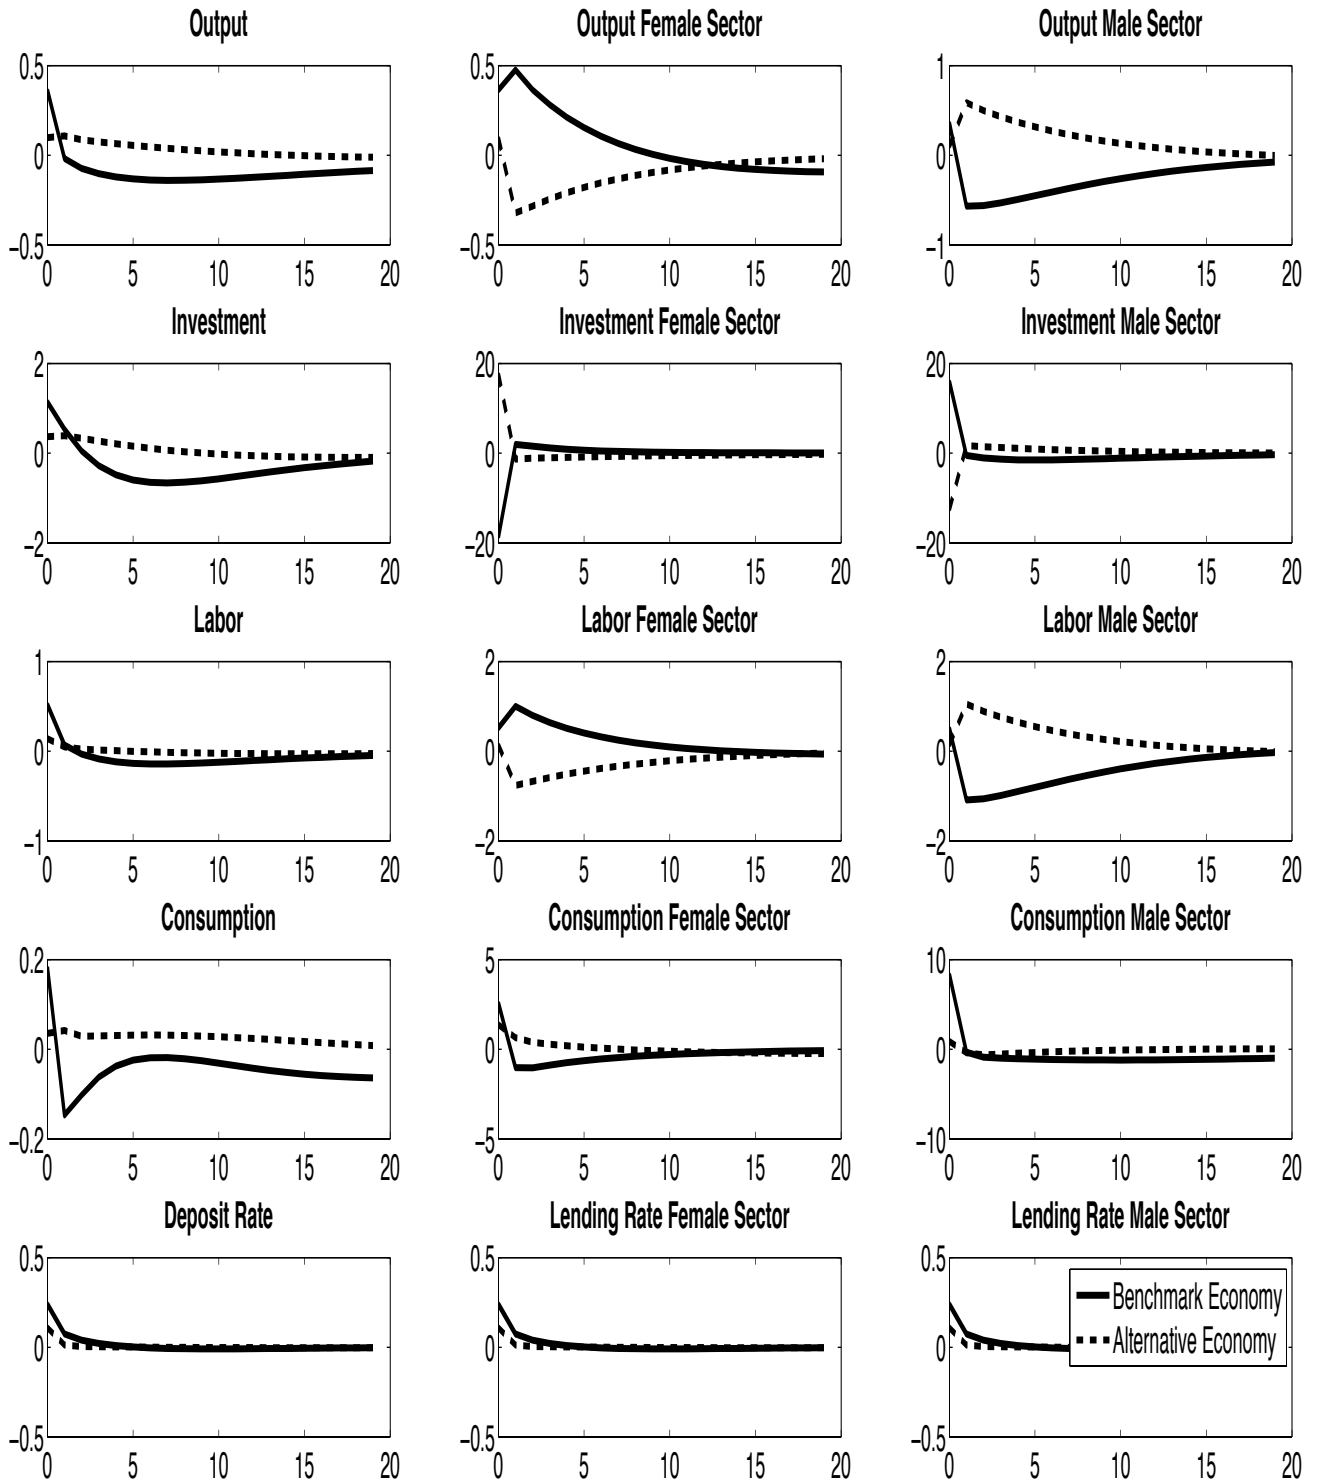 Output Output Female Sector Output Male Sector
0.5 0.5 1
0 0 0
−0.5 −0.5 −1
0 5 10 15 20 0 5 10 15 20 0 5 10 15 20
Investment Investment Female Sector Investment Male Sector
2 20 20
0 0 0
−2 −20 −20
0 5 10 15 20 0 5 10 15 20 0 5 10 15 20
Labor Labor Female Sector Labor Male Sector
1 2 2
0 0 0
−1 −2 −2
0 5 10 15 20 0 5 10 15 20 0 5 10 15 20
Consumption Consumption Female Sector Consumption Male Sector
0.2 5 10
0 0 0
−0.2 −5 −10
0 5 10 15 20 0 5 10 15 20 0 5 10 15 20
Deposit Rate Lending Rate Female Sector Lending Rate Male Sector
0.5 0.5 0.5
Benchmark Economy
0 0 0 Alternative Economy
−0.5 −0.5 −0.5
0 5 10 15 20 0 5 10 15 20 0 5 10 15 20